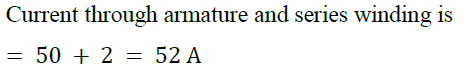 Current through armature and series winding is
= 50 + 2 = 52 A